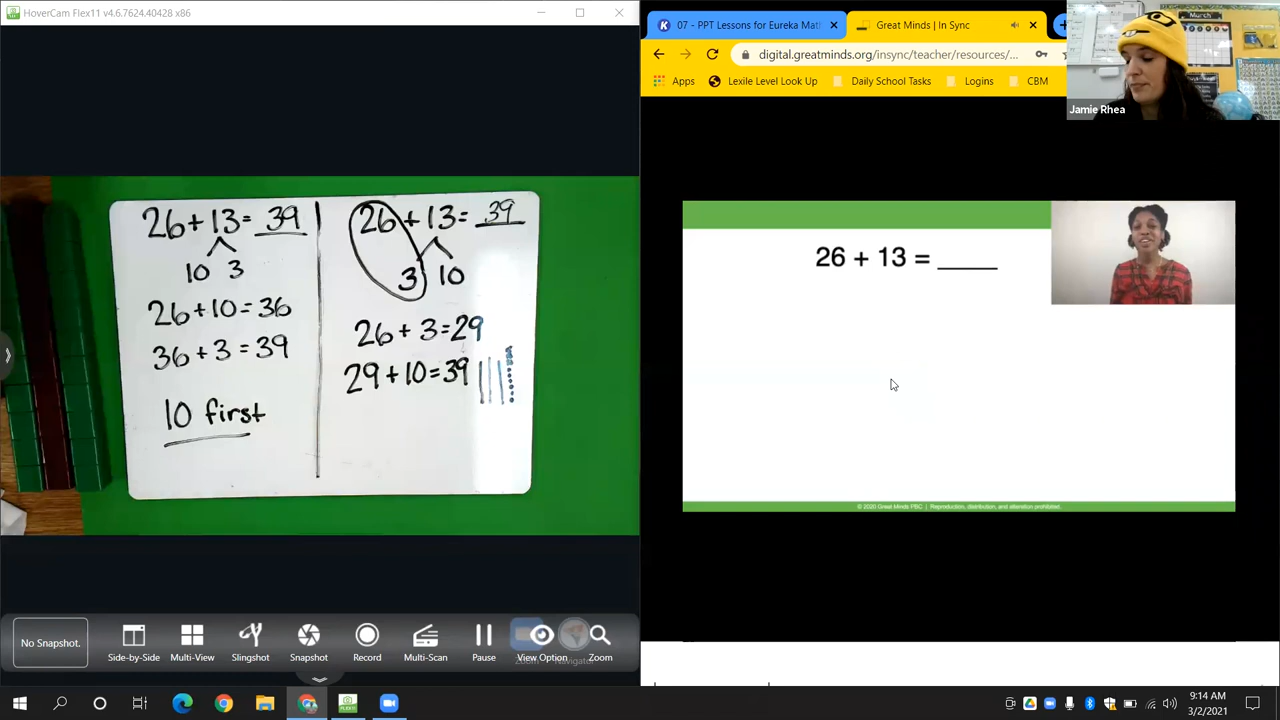 HoverCam Flex11 v4.6.7624.40428 x86
26+13=39
10 3
26+10=36
36+3=39
10 first
26+13=39
3 10
26+3=29
29+10=39
No Snapshot.
Side-by-Side
Multi-View
Slingshot
Snapshot
Record
Multi-Scan
Pause
View Option
Zoom
07 - PPT Lessons for Eureka Mat
Great Minds | In Sync
digital.greatminds.org/insync/teacher/resources/...
Apps
Lexile Level Look Up
Daily School Tasks
Logins
CBM
March
Jamie Rhea
26 + 13 = _____
© 2020 Great Minds PBC | Reproduction, distribution, and alteration prohibited.
9:14 AM
3/2/2021